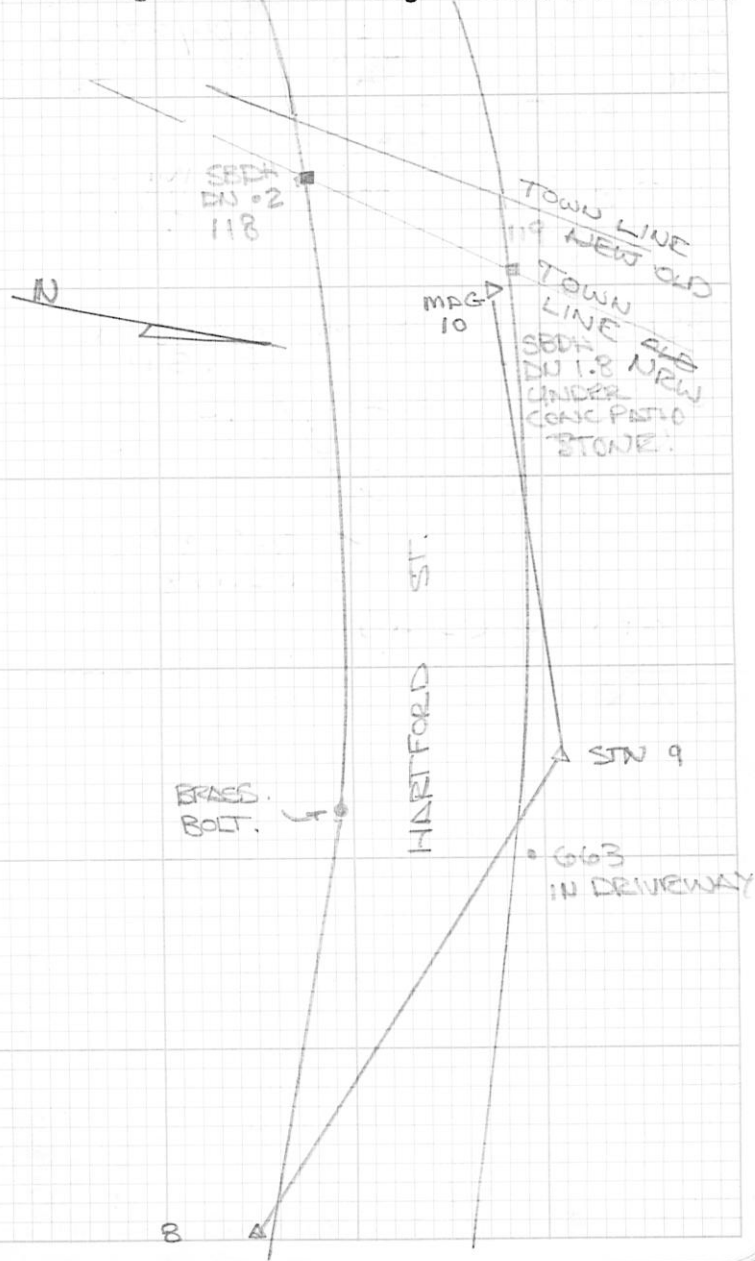 SBDH
DN .2
118
TOWN LINE
NEW OLD
119
TOWN
LINE OLD
NEW
N
MAG
10
SBDH
DN 1.8
UNDER
CONC PATIO
STONE.
HARTFORD ST.
STN 9
BRASS.
BOLT.
663
IN DRIVEWAY
8